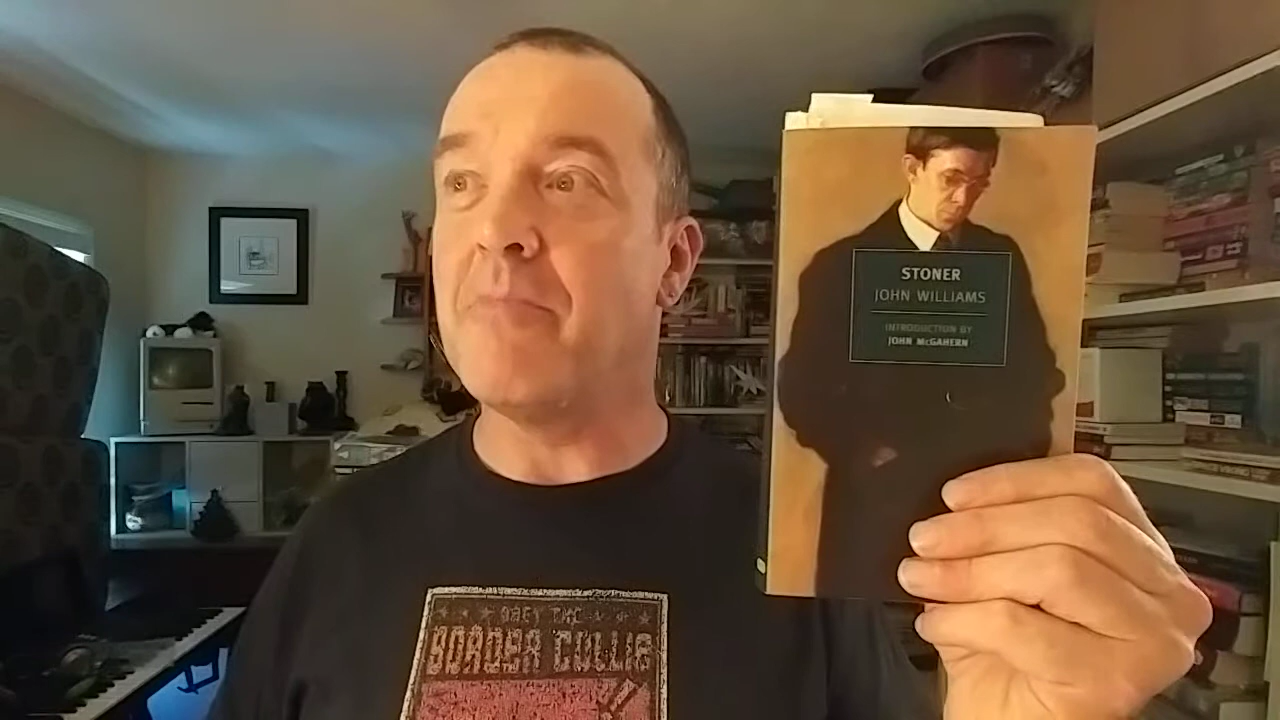 STONER
JOHN WILLIAMS
INTRODUCTION BY
JOHN McGAHERN
OBEY THE
BORDER COLLIE